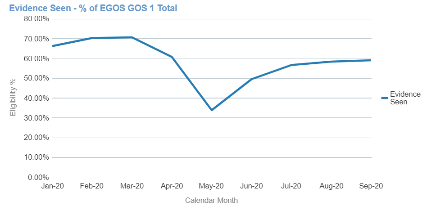 Evidence Seen - % of EGOS GOS 1 Total
80.00%
70.00%
60.00%
50.00%
40.00%
30.00%
20.00%
10.00%
0.00%
Eligibility %
Jan-20 Feb-20 Mar-20 Apr-20 May-20 Jun-20 Jul-20 Aug-20 Sep-20
Calendar Month
Evidence
Seen